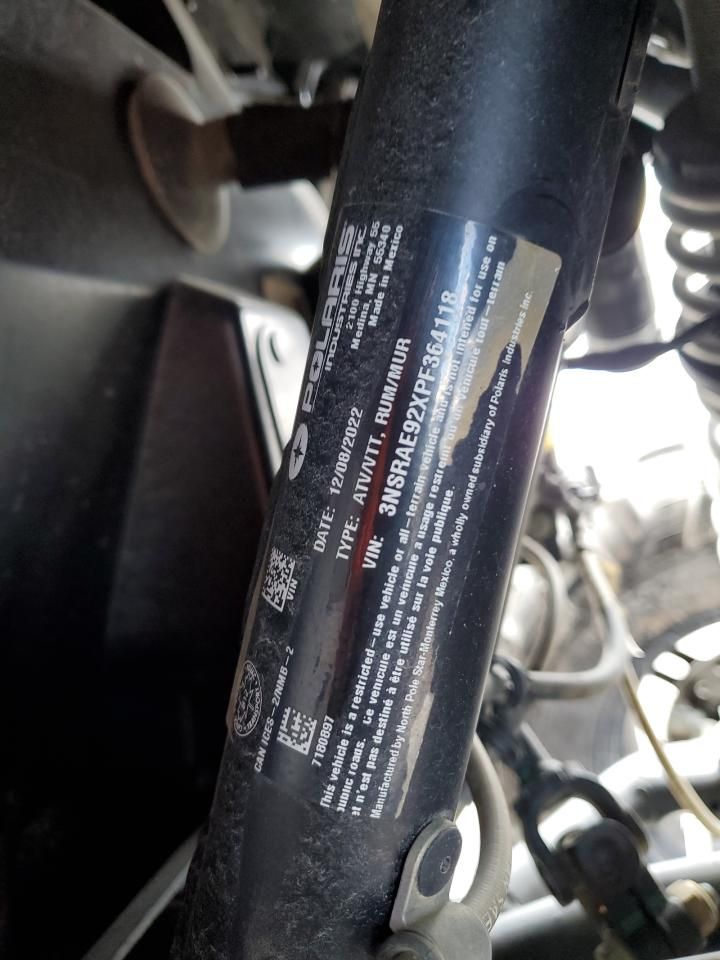 POLARIS
INDUSTRIES INC.
2100 Highway 55
Medina, MN 55340
Made in Mexico
DATE: 12/08/2022
TYPE: ATV/VTT, RUM/MUR
VIN: 3NSRAE92XPF364118
VIN
CAN ICES-2/NMB-2
7180897
This vehicle is a restricted-use vehicle or all-terrain vehicle and is not intended for use on
public roads. Ce vehicule est un vehicule a usage restreint ou un vehicule tout-terrain
et n'est pas destiné à être utilisé sur la voie publique.
Manufactured by North Pole Star-Monterrey Mexico, a wholly owned subsidiary of Polaris Industries Inc.